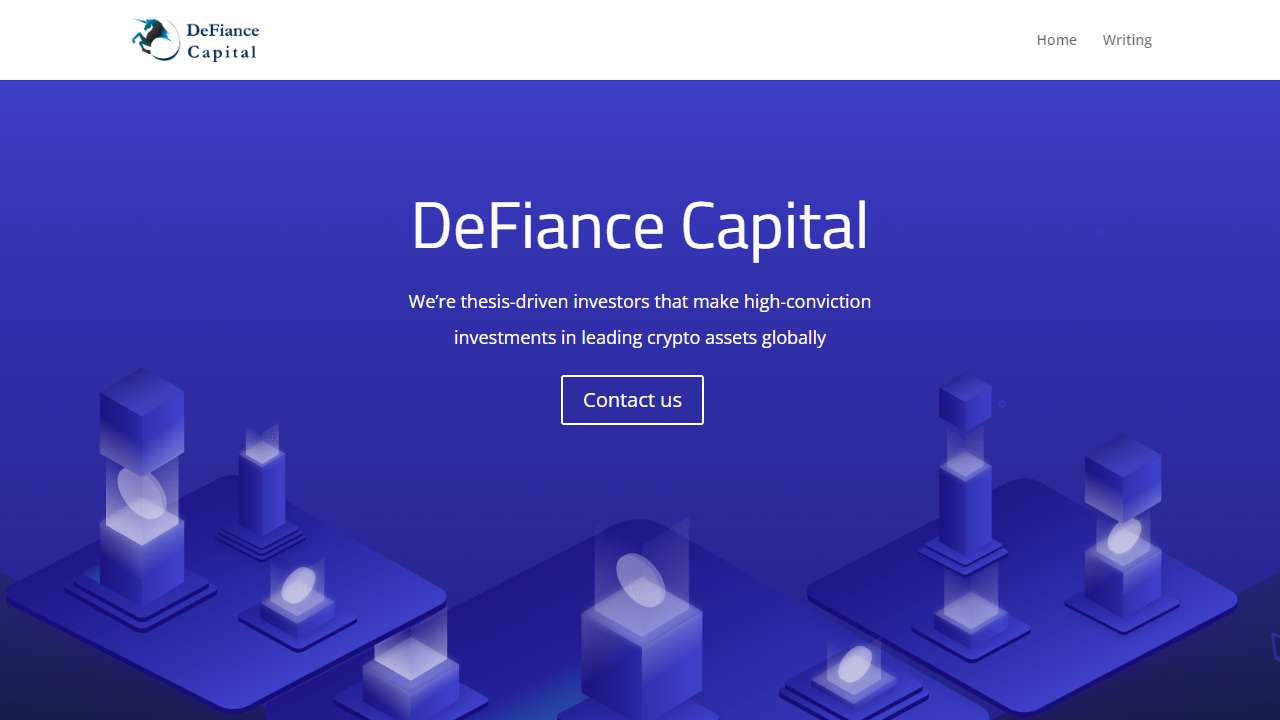 DeFiance
Capital
Home Writing
DeFiance Capital
We’re thesis-driven investors that make high-conviction
investments in leading crypto assets globally
Contact us